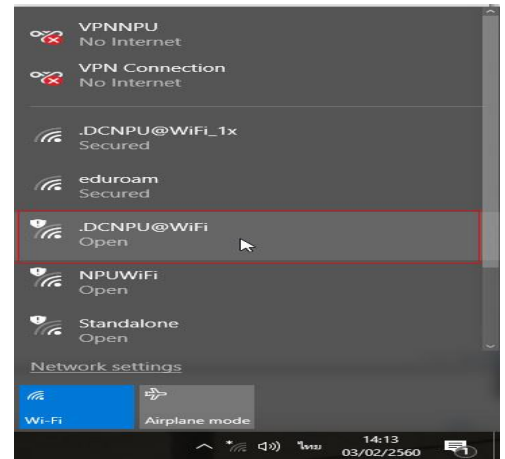 VPNNPU
No Internet
VPN Connection
No Internet
.DCNPU@WiFi_1x
Secured
eduroam
Secured
.DCNPU@WiFi
Open
NPUWiFi
Open
Standalone
Open
Network settings
Wi-Fi
Airplane mode
ไทย
14:13
03/02/2560
1